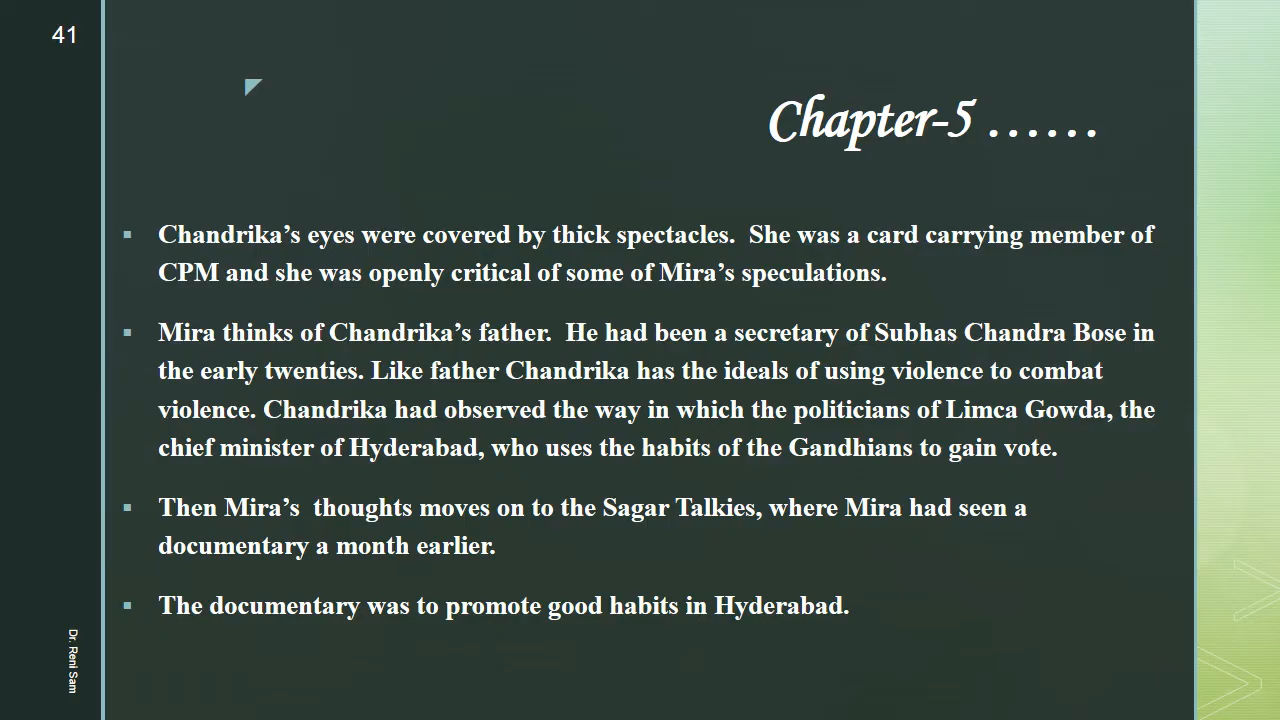 41
Chapter-5 ......
▪ Chandrika’s eyes were covered by thick spectacles.  She was a card carrying member of
CPM and she was openly critical of some of Mira’s speculations.
▪ Mira thinks of Chandrika’s father.  He had been a secretary of Subhas Chandra Bose in
the early twenties. Like father Chandrika has the ideals of using violence to combat
violence. Chandrika had observed the way in which the politicians of Limca Gowda, the
chief minister of Hyderabad, who uses the habits of the Gandhians to gain vote.
▪ Then Mira’s  thoughts moves on to the Sagar Talkies, where Mira had seen a
documentary a month earlier.
▪ The documentary was to promote good habits in Hyderabad.
Dr. Reni Sam